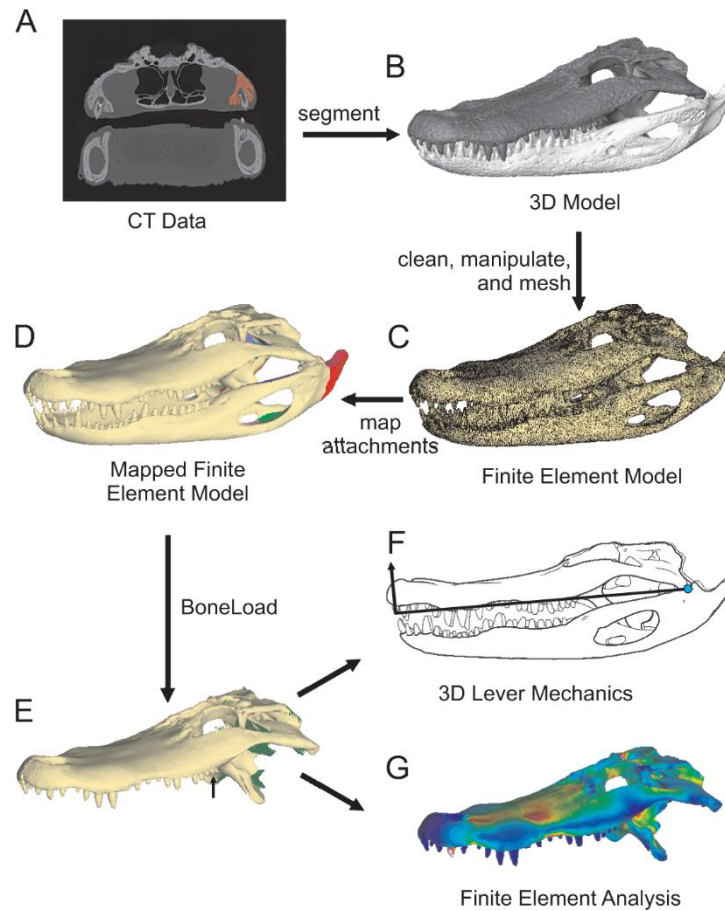 A
CT Data
segment
B
3D Model
clean, manipulate,
and mesh
C
Finite Element Model
map
attachments
D
Mapped Finite
Element Model
BoneLoad
E
F
3D Lever Mechanics
G
Finite Element Analysis